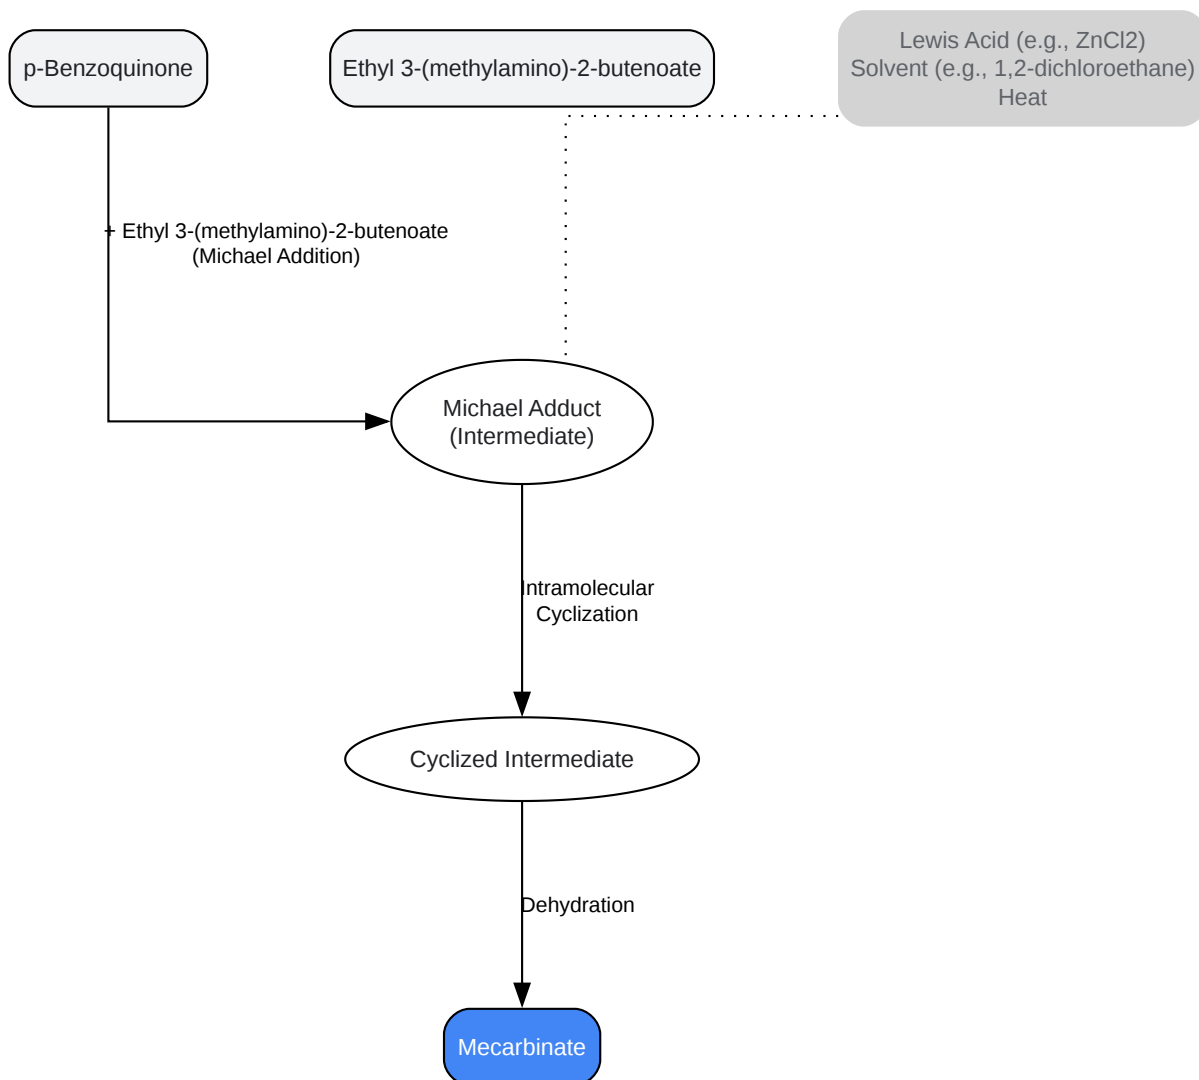 p-Benzoquinone
Ethyl 3-(methylamino)-2-butenoate
Lewis Acid (e.g., ZnCl2)
Solvent (e.g., 1,2-dichloroethane)
Heat
+ Ethyl 3-(methylamino)-2-butenoate
(Michael Addition)
Michael Adduct
(Intermediate)
Intramolecular
Cyclization
Cyclized Intermediate
Dehydration
Mecarbinate